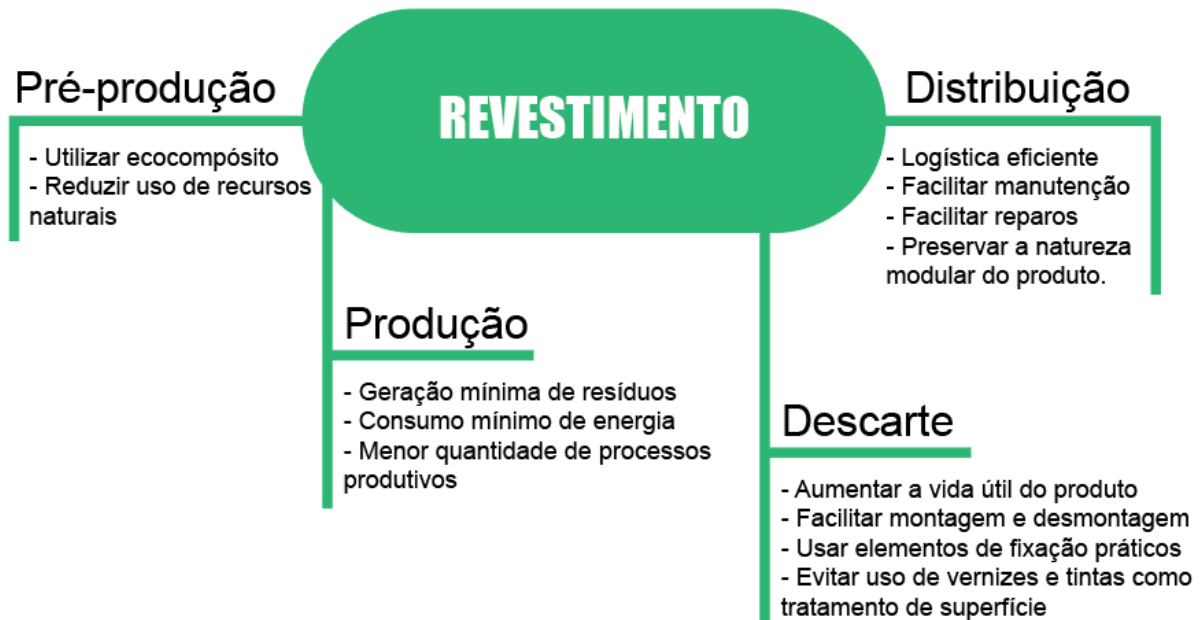 REVESTIMENTO
Pré-produção
- Utilizar ecocompósito
- Reduzir uso de recursos
naturais
Produção
- Geração mínima de resíduos
- Consumo mínimo de energia
- Menor quantidade de processos
produtivos
Distribuição
- Logística eficiente
- Facilitar manutenção
- Facilitar reparos
- Preservar a natureza
modular do produto.
Descarte
- Aumentar a vida útil do produto
- Facilitar montagem e desmontagem
- Usar elementos de fixação práticos
- Evitar uso de vernizes e tintas como
tratamento de superfície